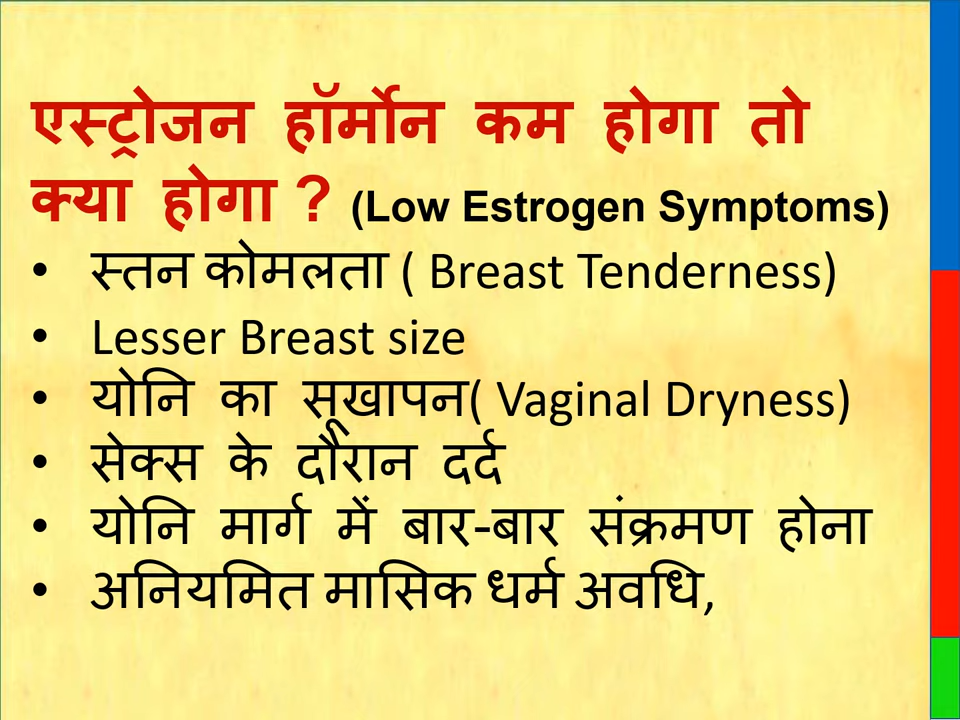 एस्ट्रोजन हॉर्मोन कम होगा तो
क्या होगा ? (Low Estrogen Symptoms)
• स्तन कोमलता ( Breast Tenderness)
• Lesser Breast size
• योनि का सूखापन( Vaginal Dryness)
• सेक्स के दौरान दर्द
• योनि मार्ग में बार-बार संक्रमण होना
• अनियमित मासिक धर्म अवधि,